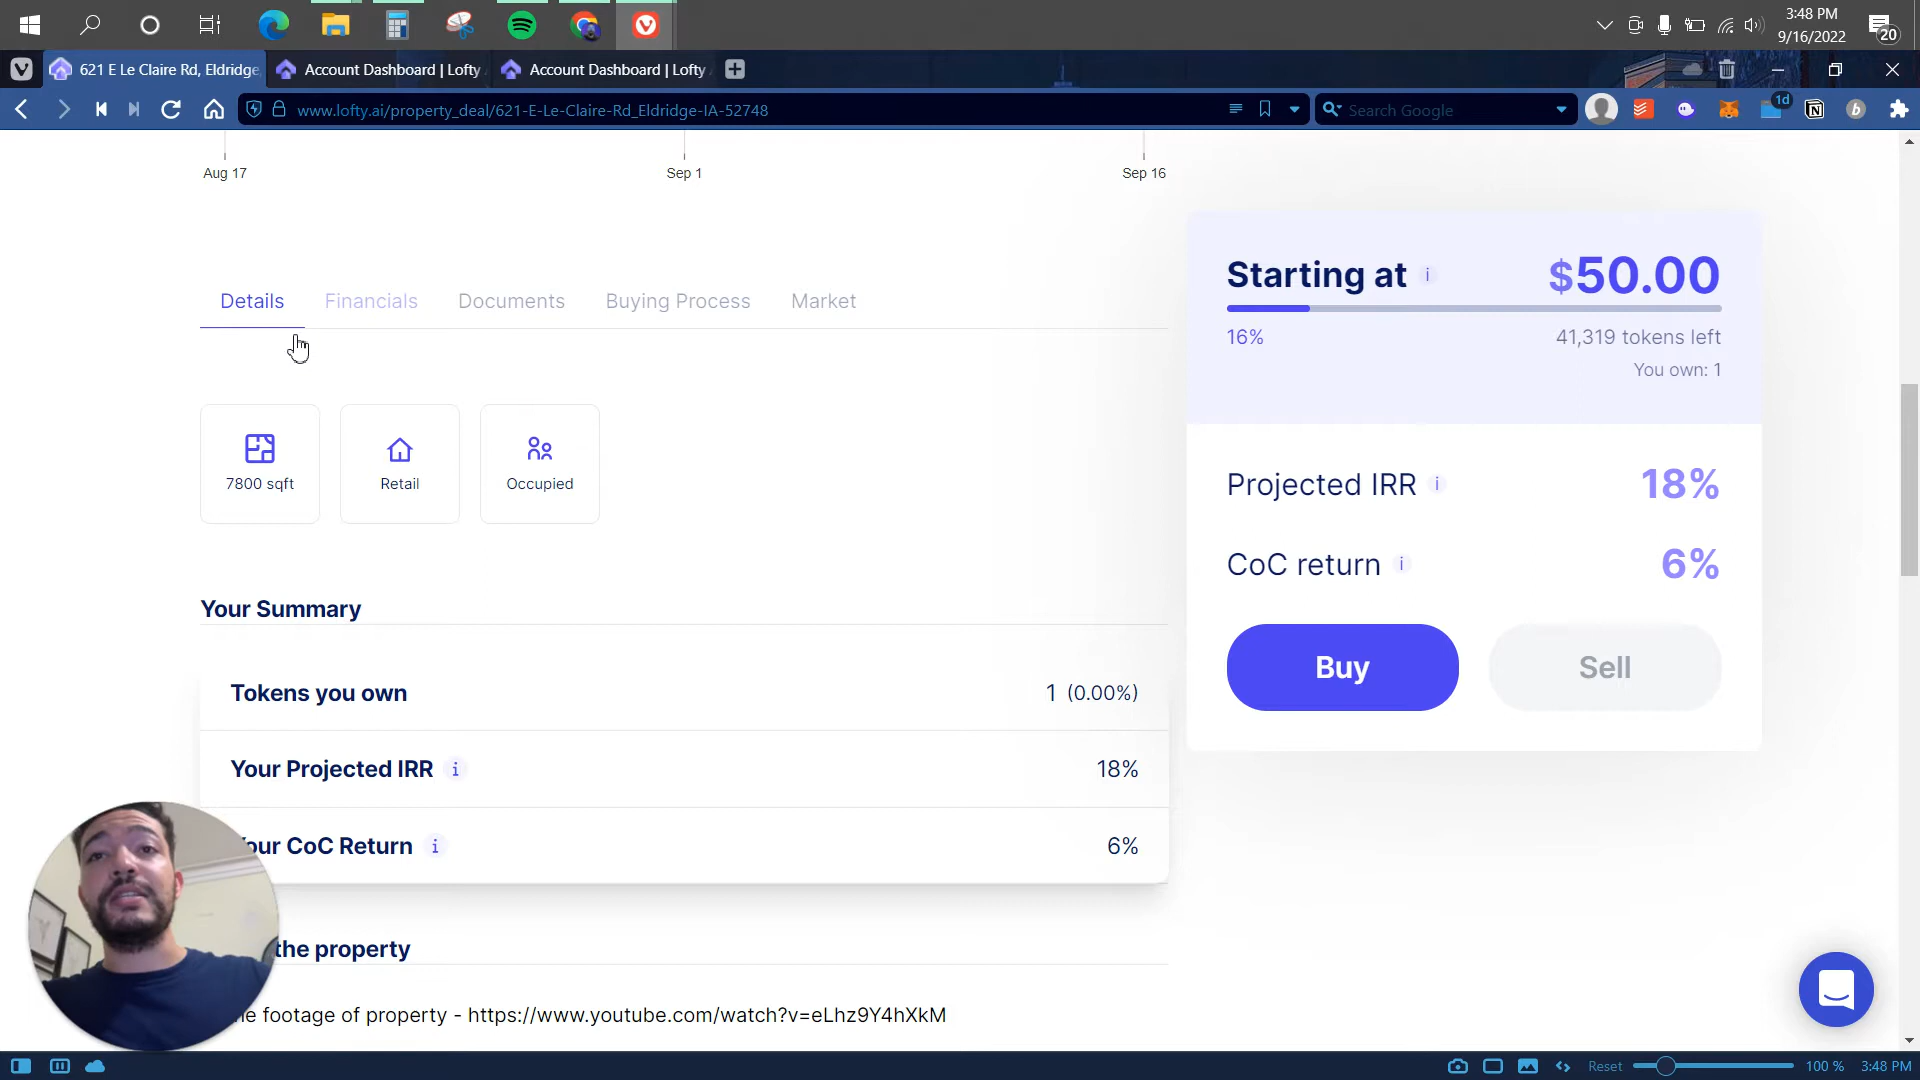 3:48 PM
9/16/2022
20
621 E Le Claire Rd, Eldridge,
Account Dashboard | Lofty
Account Dashboard | Lofty
www.lofty.ai/property_deal/621-E-Le-Claire-Rd_Eldridge-IA-52748
Search Google
1d
Aug 17
Sep 1
Sep 16
Details
Financials
Documents
Buying Process
Market
7800 sqft
Retail
Occupied
Starting at
$50.00
16%
41,319 tokens left
You own: 1
Projected IRR
18%
CoC return
6%
Buy
Sell
Your Summary
Tokens you own
1 (0.00%)
Your Projected IRR
18%
our CoC Return
6%
the property
e footage of property - https://www.youtube.com/watch?v=eLhz9Y4hXkM
Reset
100 %
3:48 PM